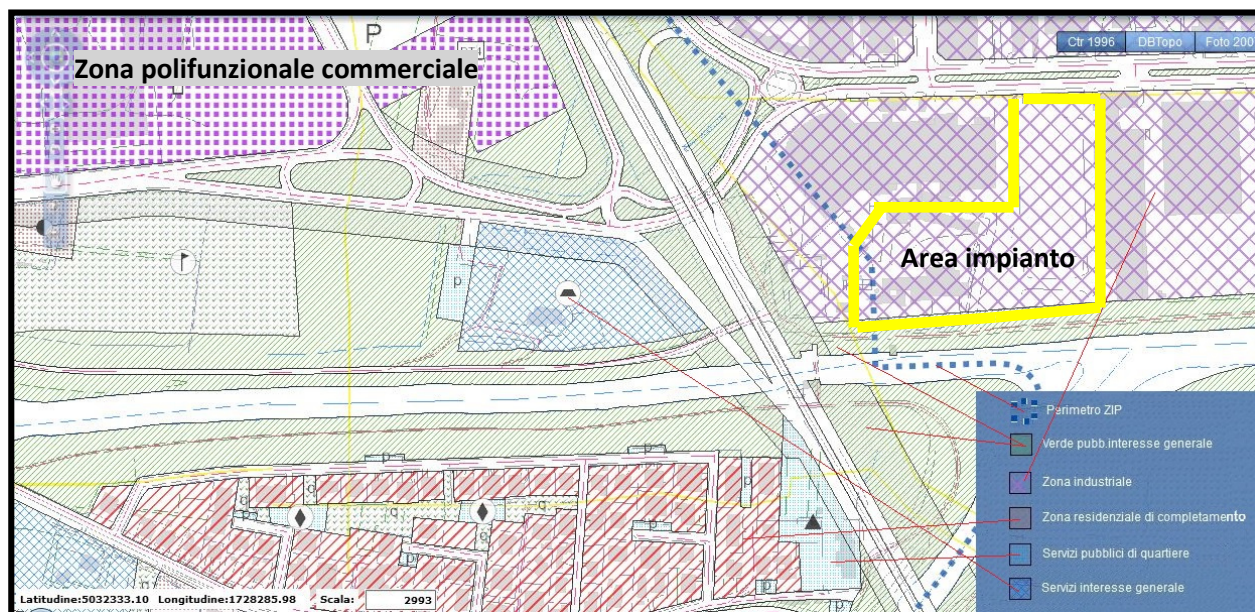 P
Ctr 1996 DBTopo Foto 200
Zona polifunzionale commerciale
Area impianto
p
Perimetro ZIP
Verde pubb.interesse generale
Zona industriale
Zona residenziale di completamento
Servizi pubblici di quartiere
Servizi interesse generale
p
p
p
q
q
q
q
p
p
q
p
p
p
p
Latitudine:5032333.10 Longitudine:1728285.98 Scala: 2993